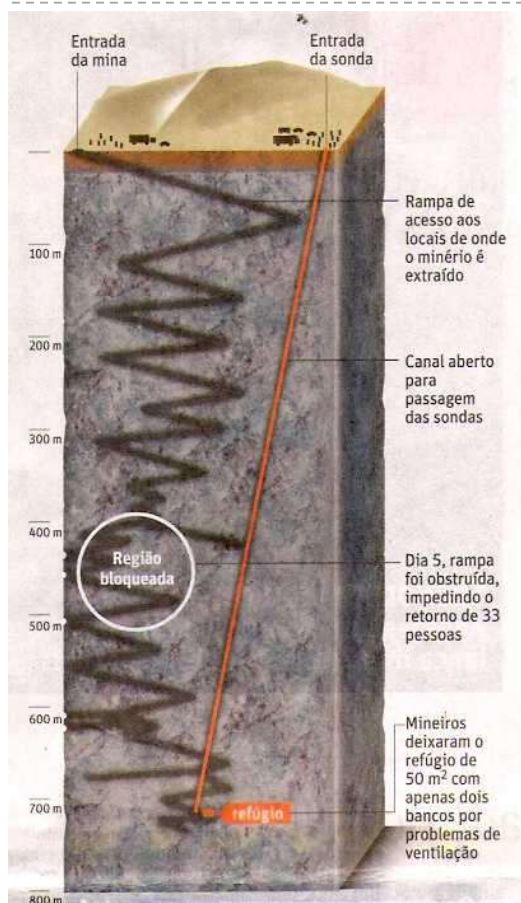 Entrada
da mina
Entrada
da sonda
Rampa de
acesso aos
locais de onde
o minério é
extraído
100 m
200 m
Canal aberto
para
passagem
das sondas
300 m
400 m
Região
bloqueada
Dia 5, rampa
foi obstruída,
impedindo o
retorno de 33
pessoas
500 m
600 m
Mineiros
deixaram o
refúgio de
50 m² com
apenas dois
bancos por
problemas de
ventilação
700 m
refúgio
800 m